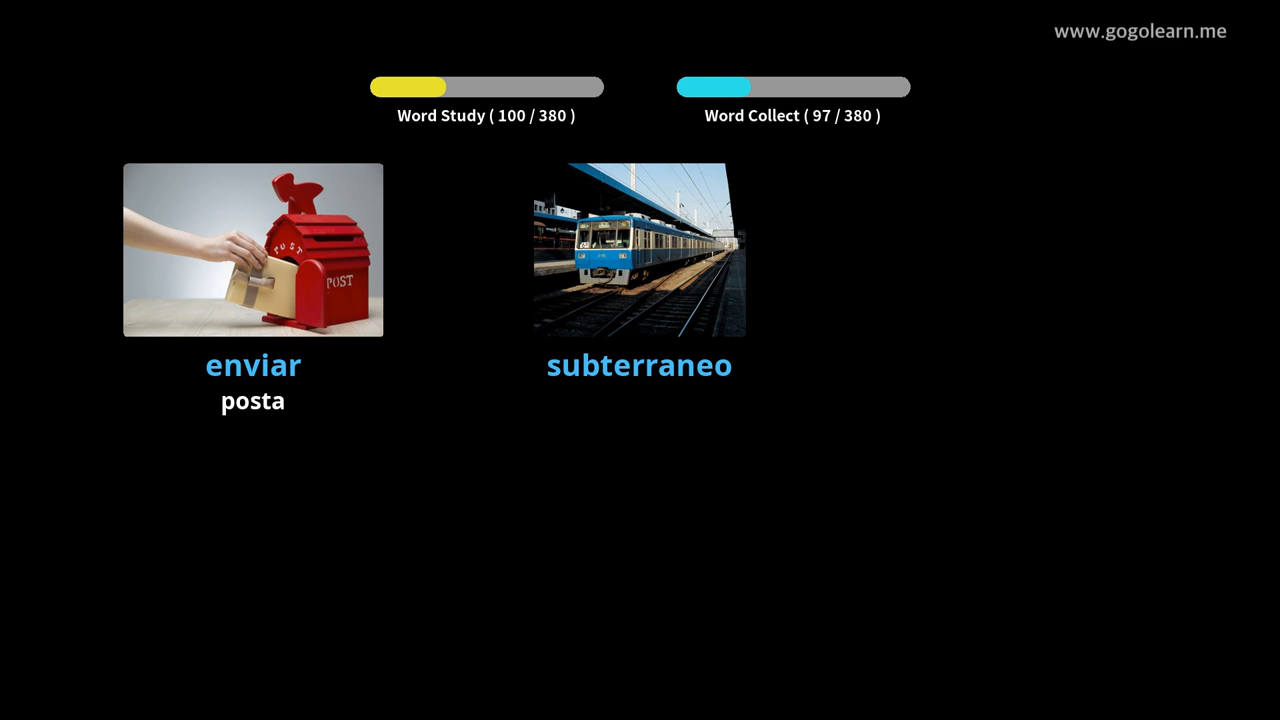 www.gogolearn.me
Word Study ( 100 / 380 )
Word Collect ( 97 / 380 )
POST
POST
enviar
subterraneo
posta